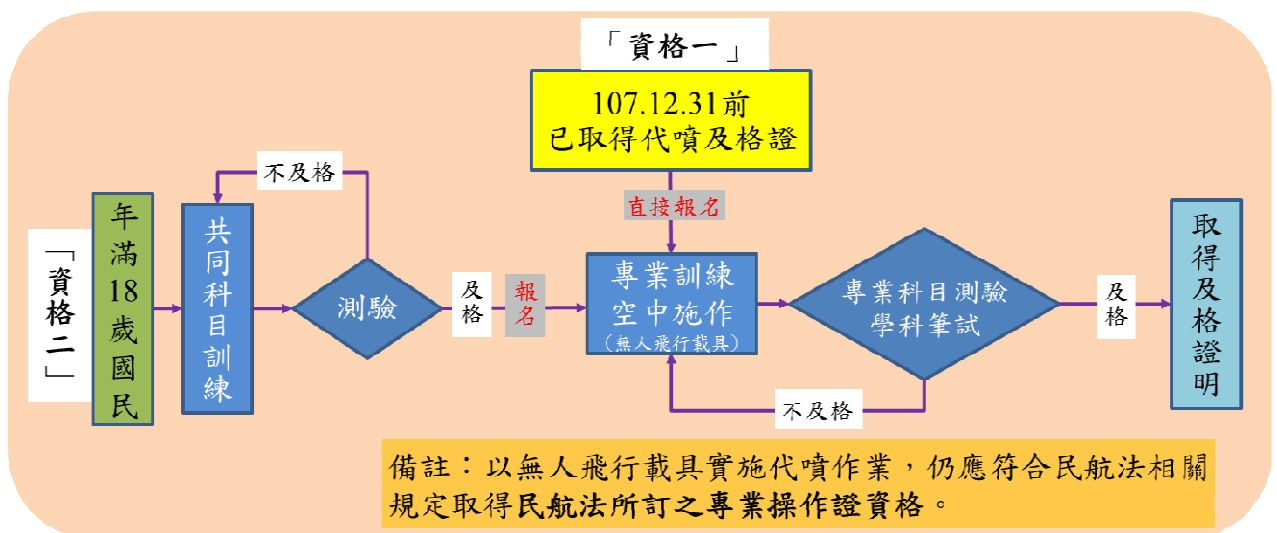 「資格一」
107.12.31前
已取得代噴及格證
直接報名
不及格
「資格二」
年滿18歲國民
共同科目訓練
測驗
及格
報名
專業訓練
空中施作
(無人飛行載具)
專業科目測驗
學科筆試
不及格
及格
取得及格證明
備註：以無人飛行載具實施代噴作業，仍應符合民航法相關
規定取得民航法所訂之專業操作證資格。